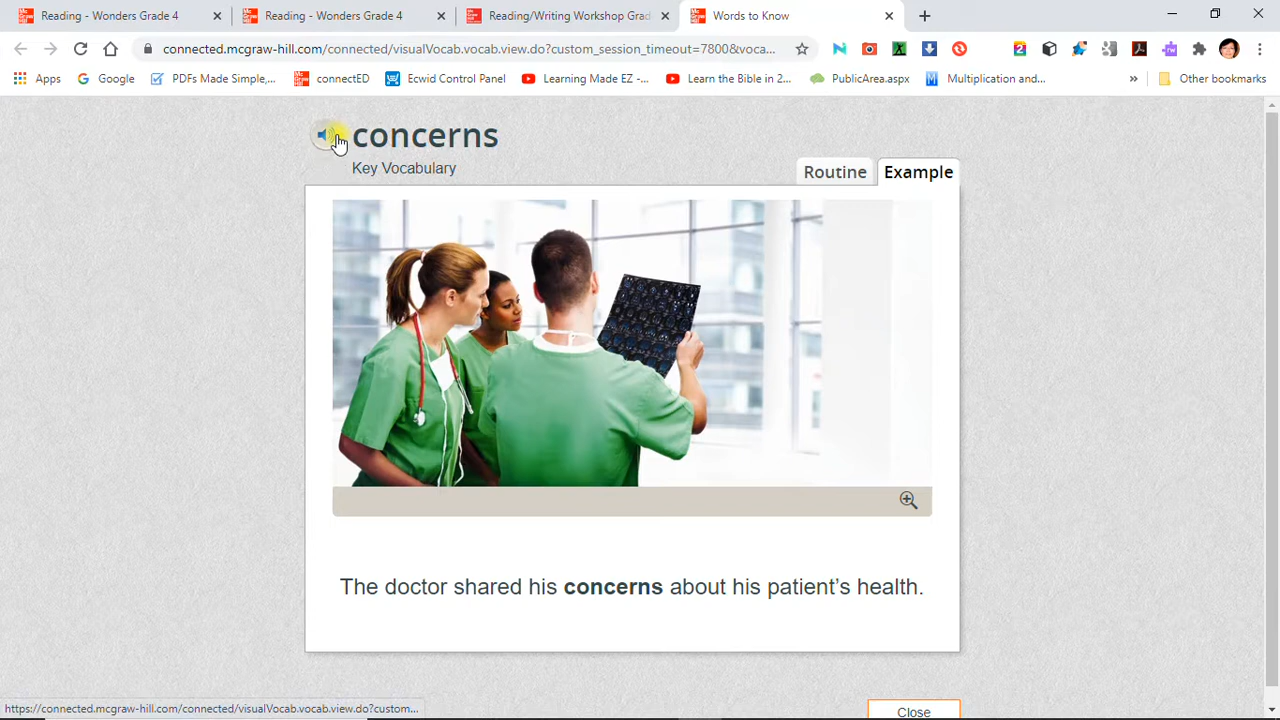 Reading - Wonders Grade 4
Reading - Wonders Grade 4
Reading/Writing Workshop Grad
Words to Know
connected.mcgraw-hill.com/connected/visualVocab.vocab.view.do?custom_session_timeout=7800&voca...
Apps
Google
PDFs Made Simple,...
connectED
Ecwid Control Panel
Learning Made EZ -...
Learn the Bible in 2...
PublicArea.aspx
Multiplication and...
»
Other bookmarks
concerns
Key Vocabulary
Routine
Example
The doctor shared his concerns about his patient's health.
https://connected.mcgraw-hill.com/connected/visualVocab.vocab.view.do?custom...
Close